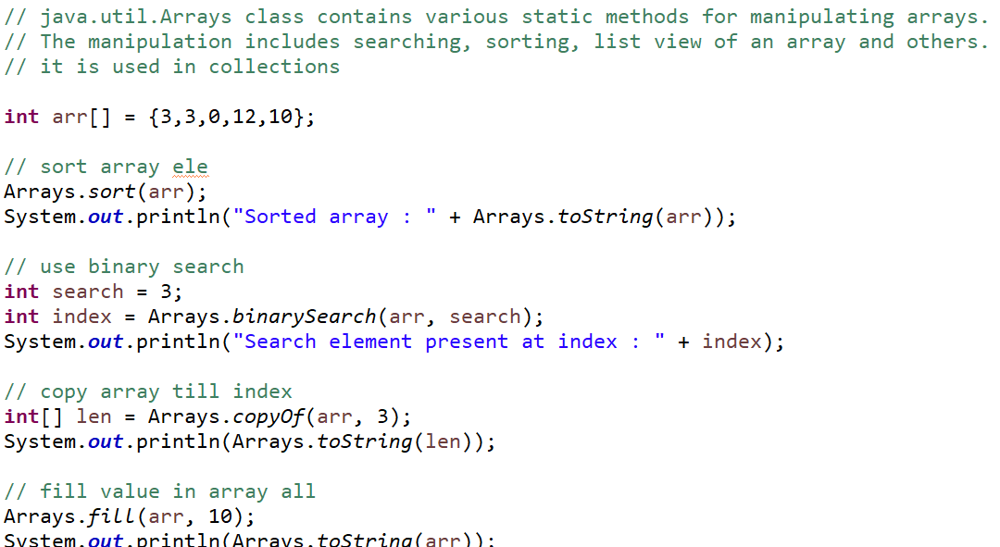 // java.util.Arrays class contains various static methods for manipulating arrays.
// The manipulation includes searching, sorting, list view of an array and others.
// it is used in collections
int arr[] = {3,3,0,12,10};
// sort array ele
Arrays.sort(arr);
System.out.println("Sorted array : " + Arrays.toString(arr));
// use binary search
int search = 3;
int index = Arrays.binarySearch(arr, search);
System.out.println("Search element present at index : " + index);
// copy array till index
int[] len = Arrays.copyOf(arr, 3);
System.out.println(Arrays.toString(len));
// fill value in array all
Arrays.fill(arr, 10);
System.out.println(Arrays.toString(arr));